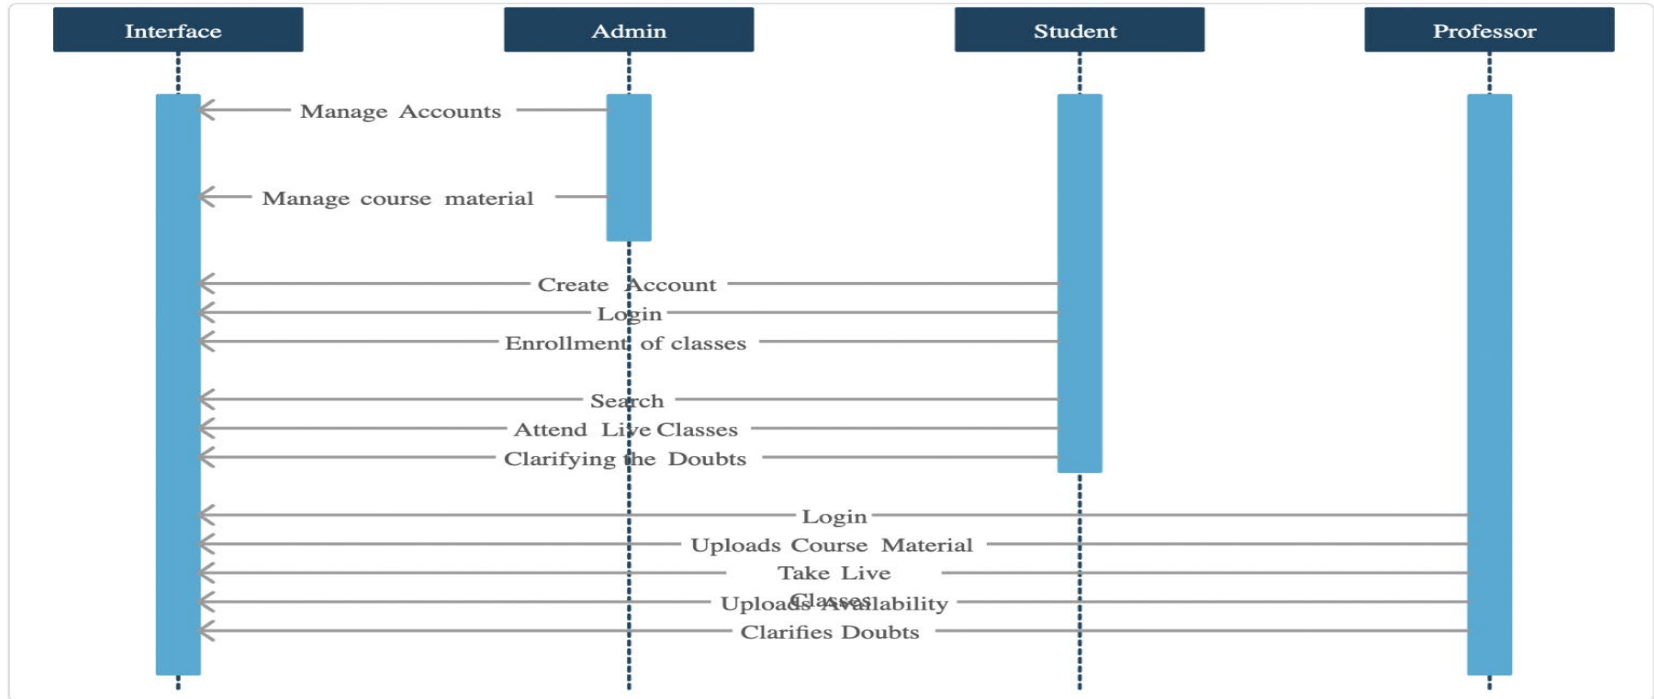 Interface
Admin
Student
Professor
Manage Accounts
Manage course material
Create Account
Login
Enrollment of classes
Search
Attend Live Classes
Clarifying the Doubts
Login
Uploads Course Material
Take Live
Classes
Uploads Availability
Clarifies Doubts